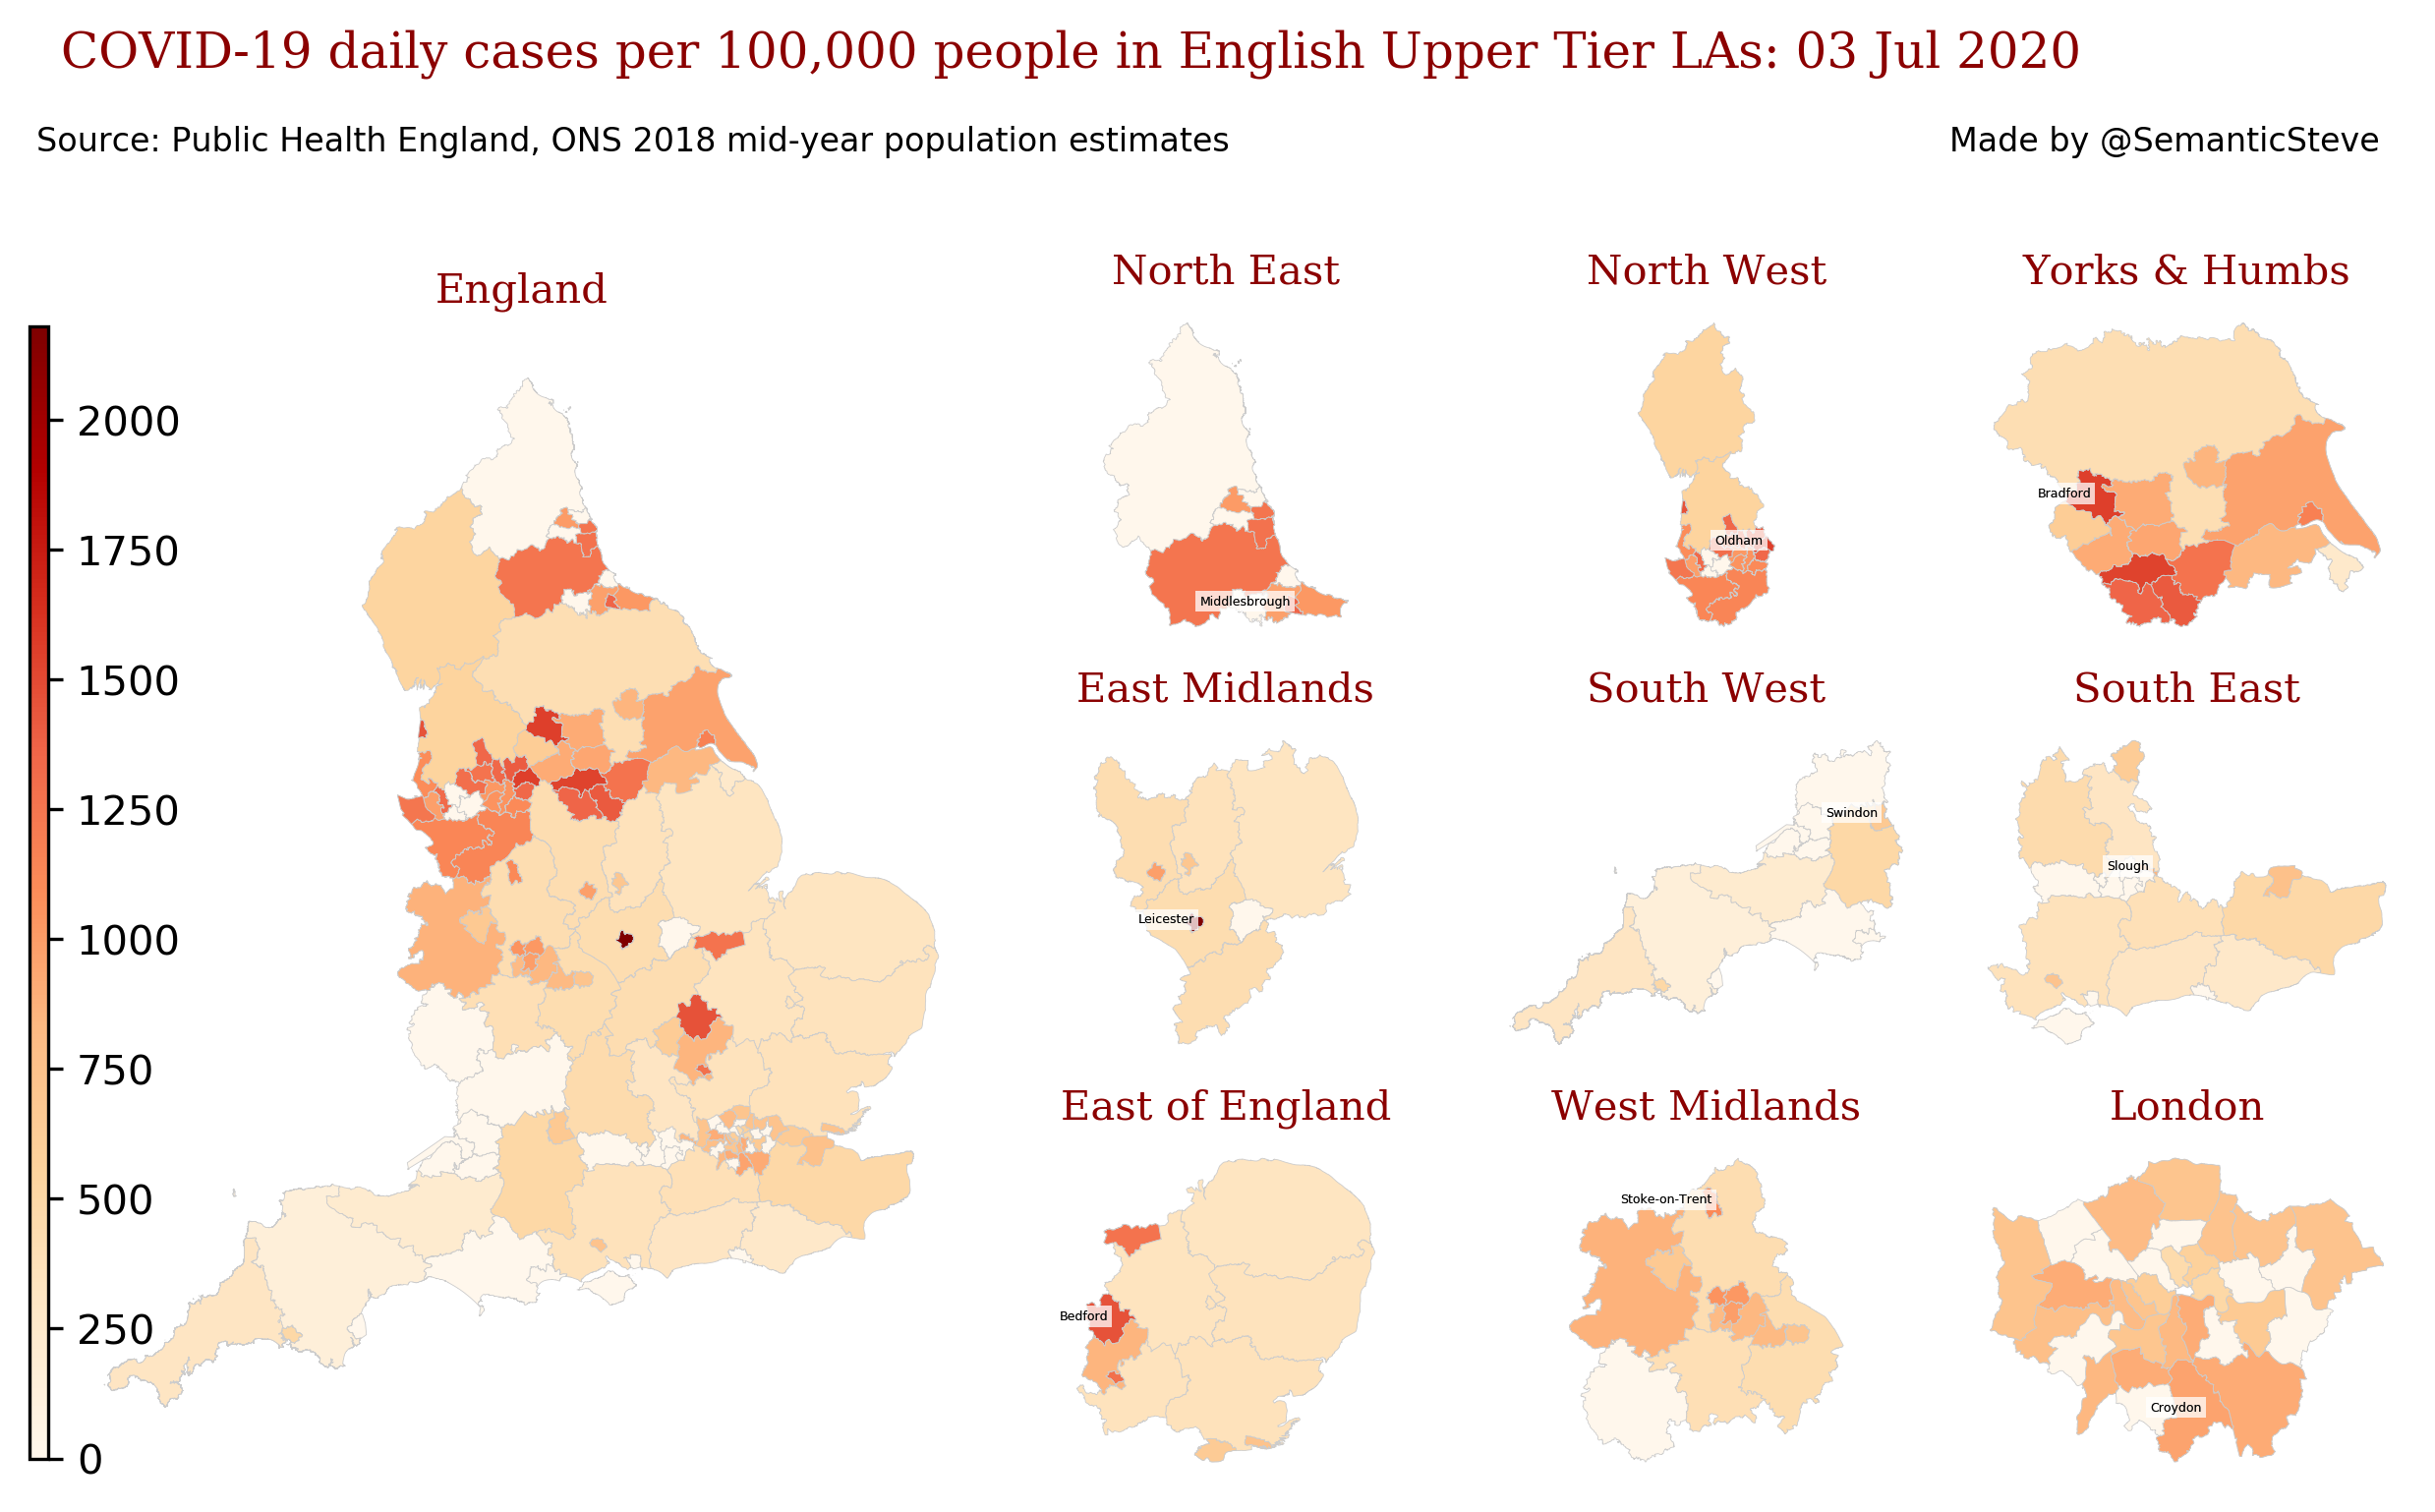 COVID-19 daily cases per 100,000 people in English Upper Tier LAs: 03 Jul 2020
Source: Public Health England, ONS 2018 mid-year population estimates
Made by @SemanticSteve
England
2000
1750
1500
1250
1000
750
500
250
0
North East
Middlesbrough
North West
Oldham
Yorks & Humbs
Bradford
East Midlands
Leicester
South West
Swindon
South East
Slough
East of England
Bedford
West Midlands
Stoke-on-Trent
London
Croydon